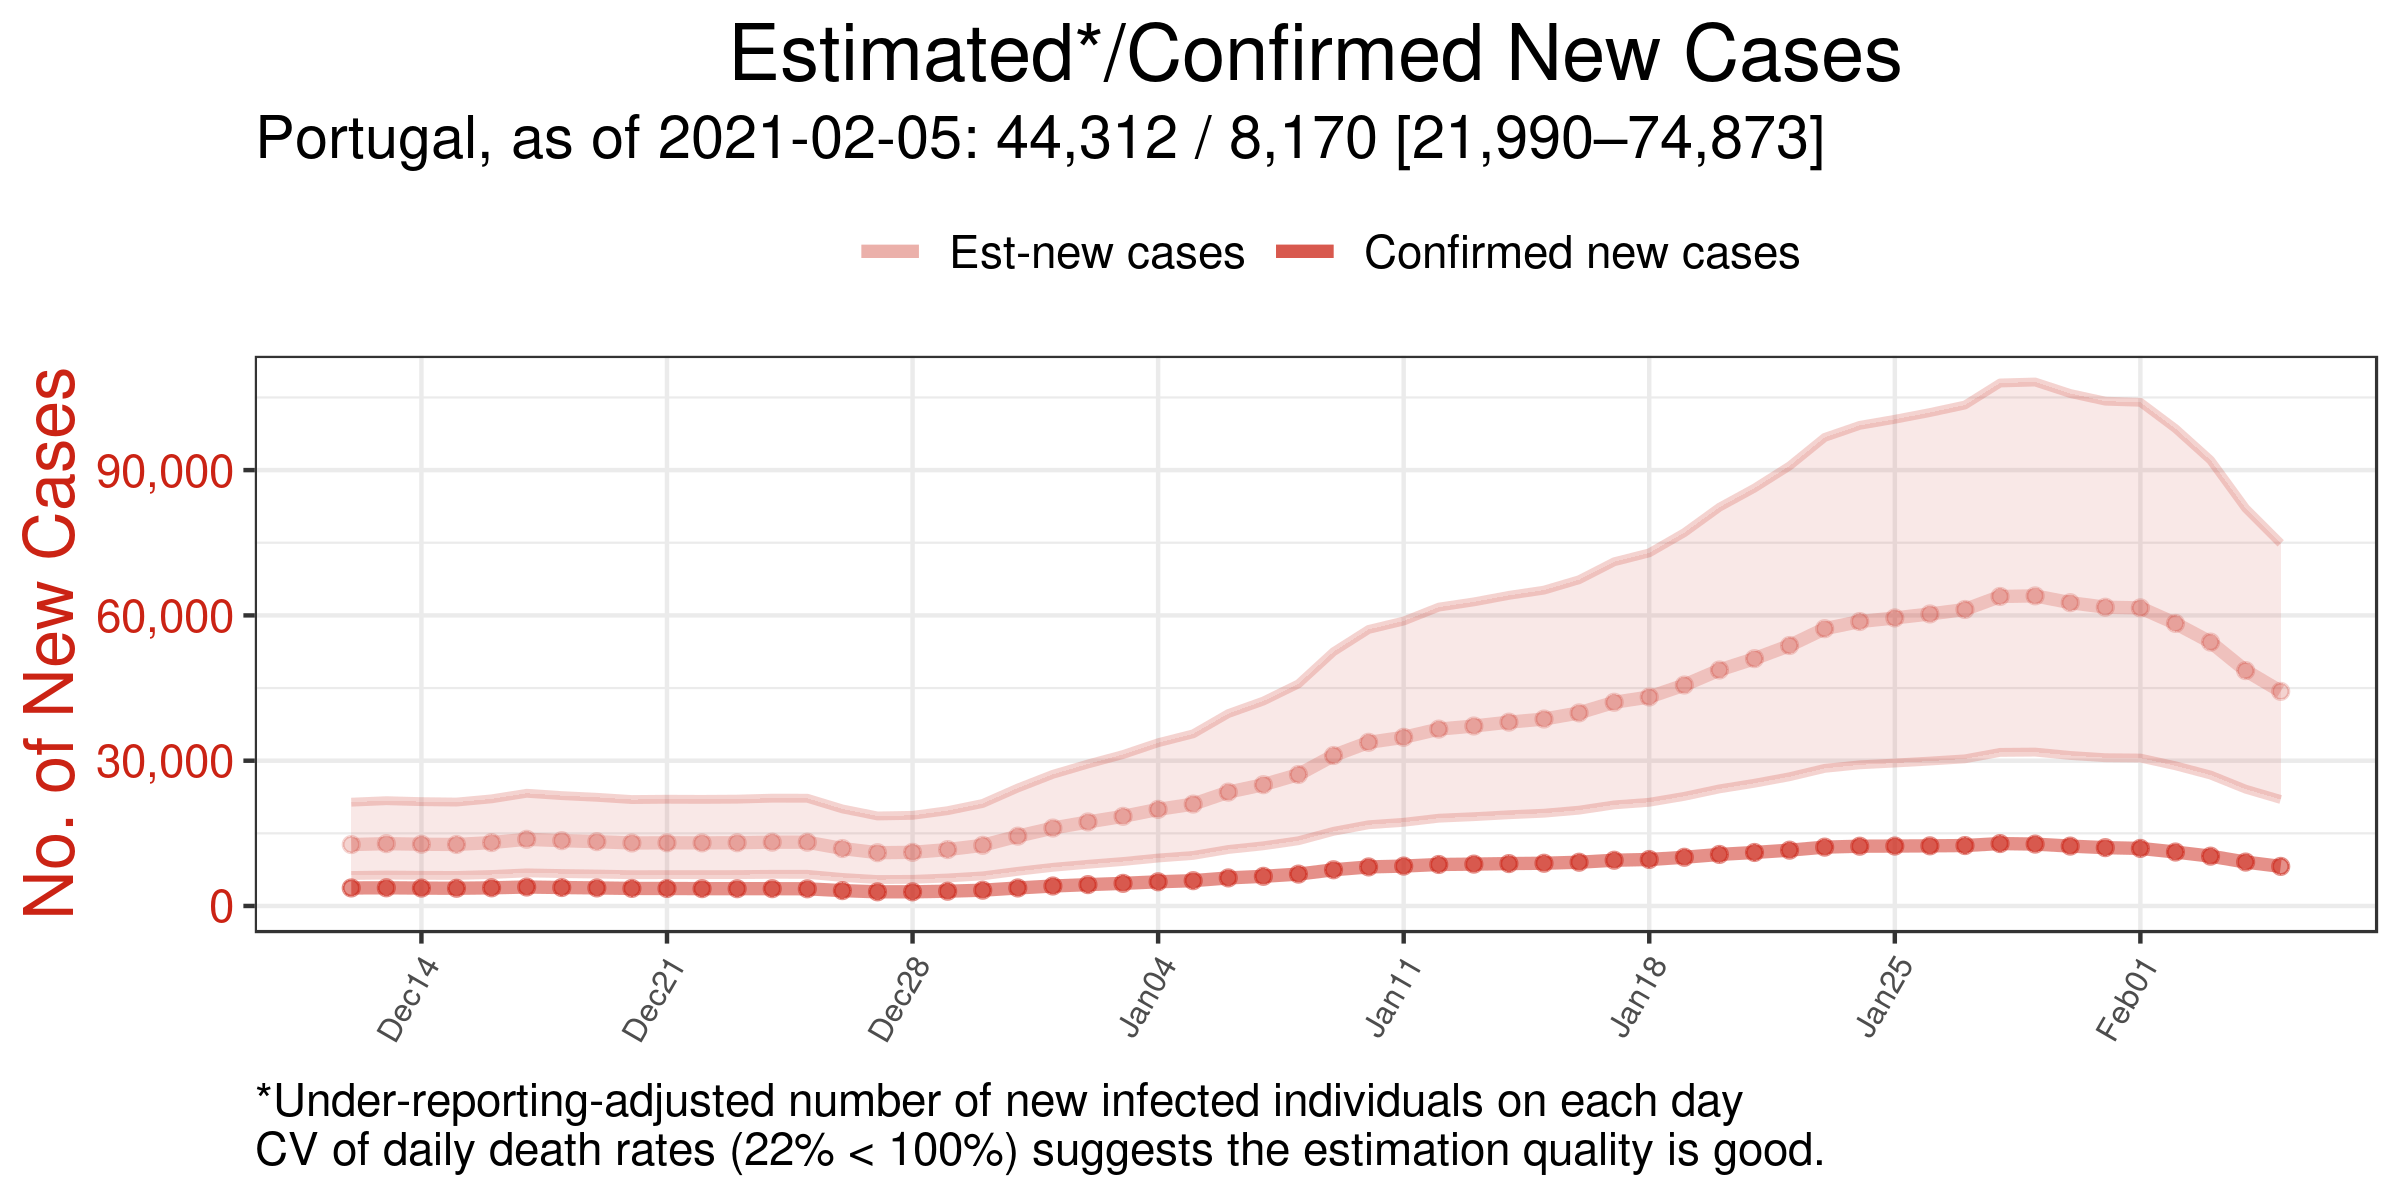 Estimated*/Confirmed New Cases
Portugal, as of 2021-02-05: 44,312 / 8,170 [21,990–74,873]
Est-new cases
Confirmed new cases
No. of New Cases
90,000
60,000
30,000
0
Dec14
Dec21
Dec28
Jan04
Jan11
Jan18
Jan25
Feb01
*Under-reporting-adjusted number of new infected individuals on each day
CV of daily death rates (22% < 100%) suggests the estimation quality is good.